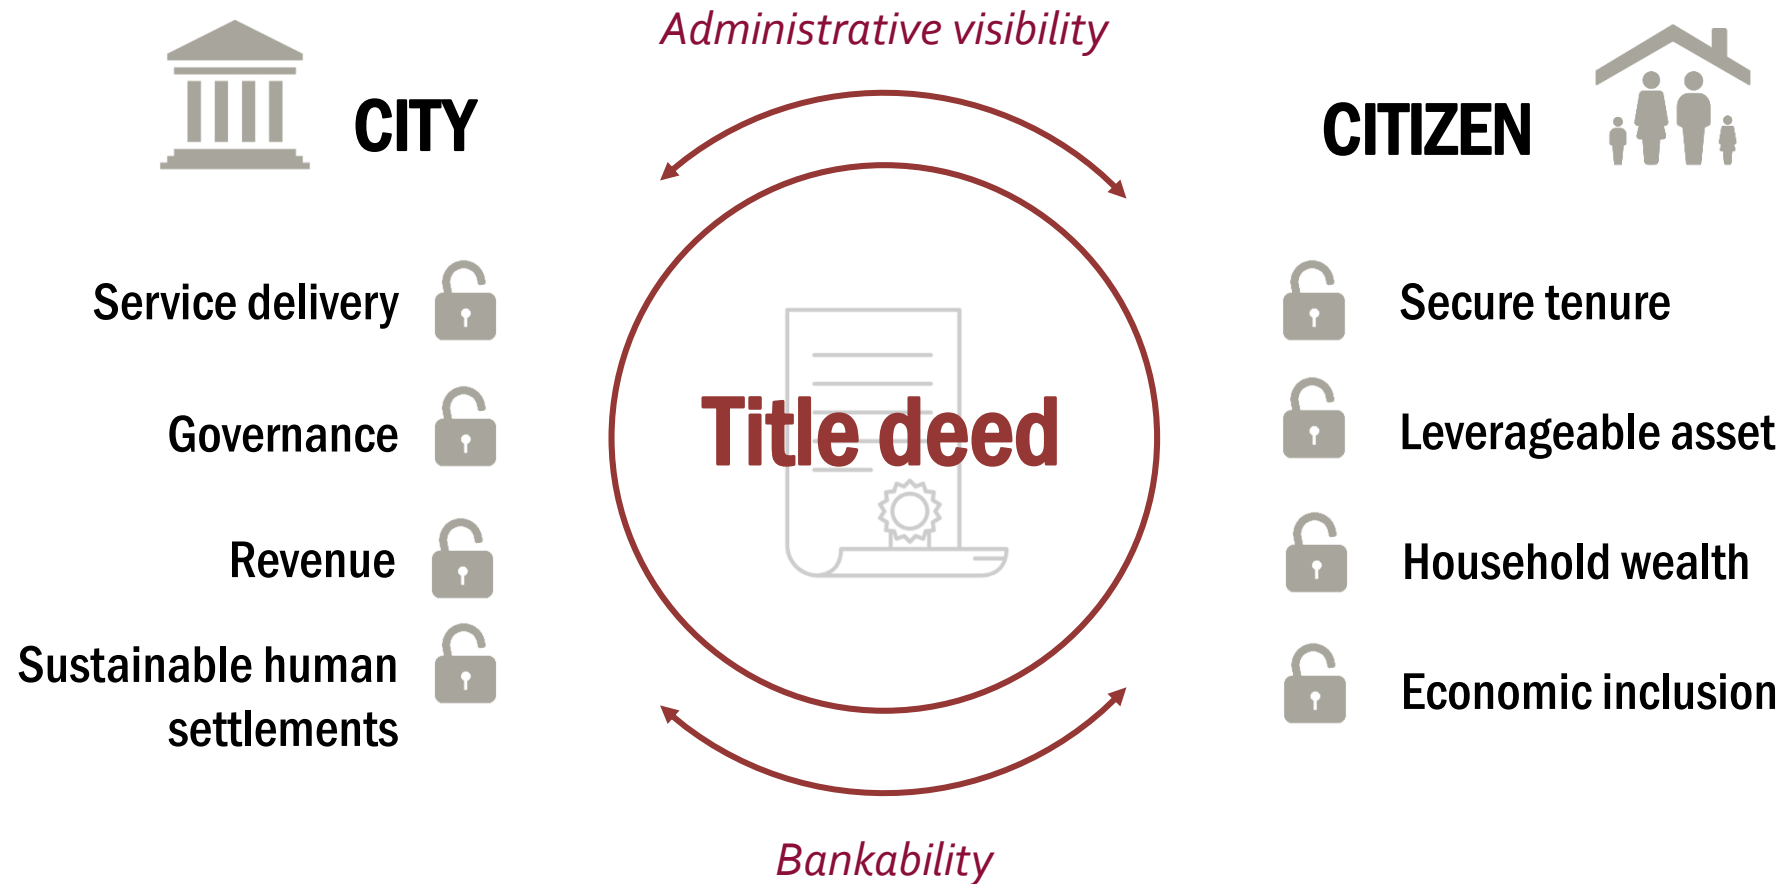 Administrative visibility
CITY
CITIZEN
Service delivery
Governance
Revenue
Sustainable human
settlements
Title deed
Secure tenure
Leverageable asset
Household wealth
Economic inclusion
Bankability